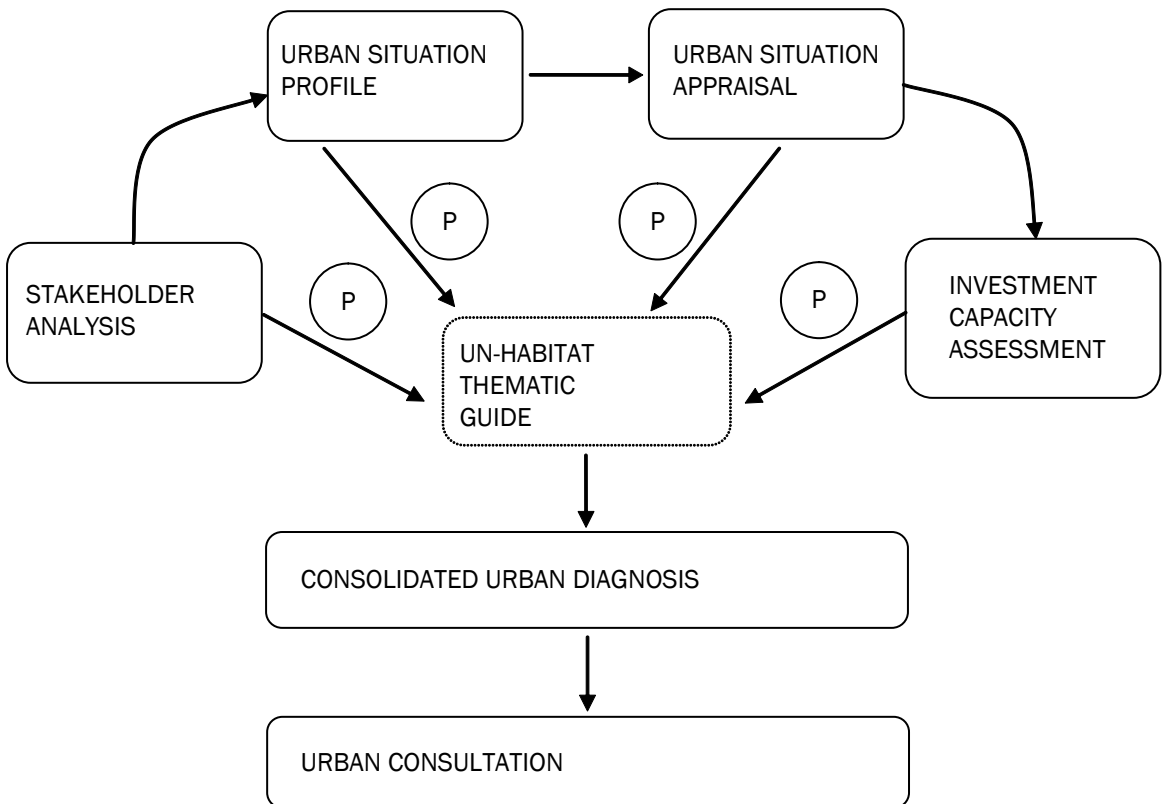 URBAN SITUATION
PROFILE
URBAN SITUATION
APPRAISAL
P
P
STAKEHOLDER
ANALYSIS
P
P
INVESTMENT
CAPACITY
ASSESSMENT
UN-HABITAT
THEMATIC
GUIDE
CONSOLIDATED URBAN DIAGNOSIS
URBAN CONSULTATION